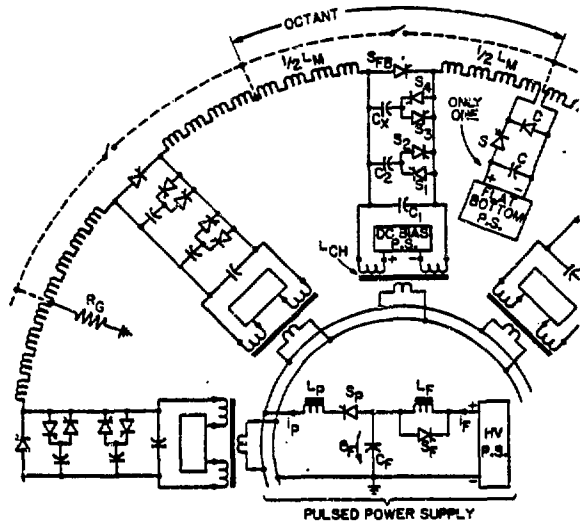 OCTANT
1/2 LM
SFB
1/2 LM
S4
CX
S3
S2
C2
S1
C1
ONLY
ONE
S
C
+ -
FLAT
BOTTOM
P.S.
DC BIAS
P.S.
+ -
LCH
RG
LP
SP
LF
iP
iF
+
SF
eF
CF
HV
P.S.
-
PULSED POWER SUPPLY